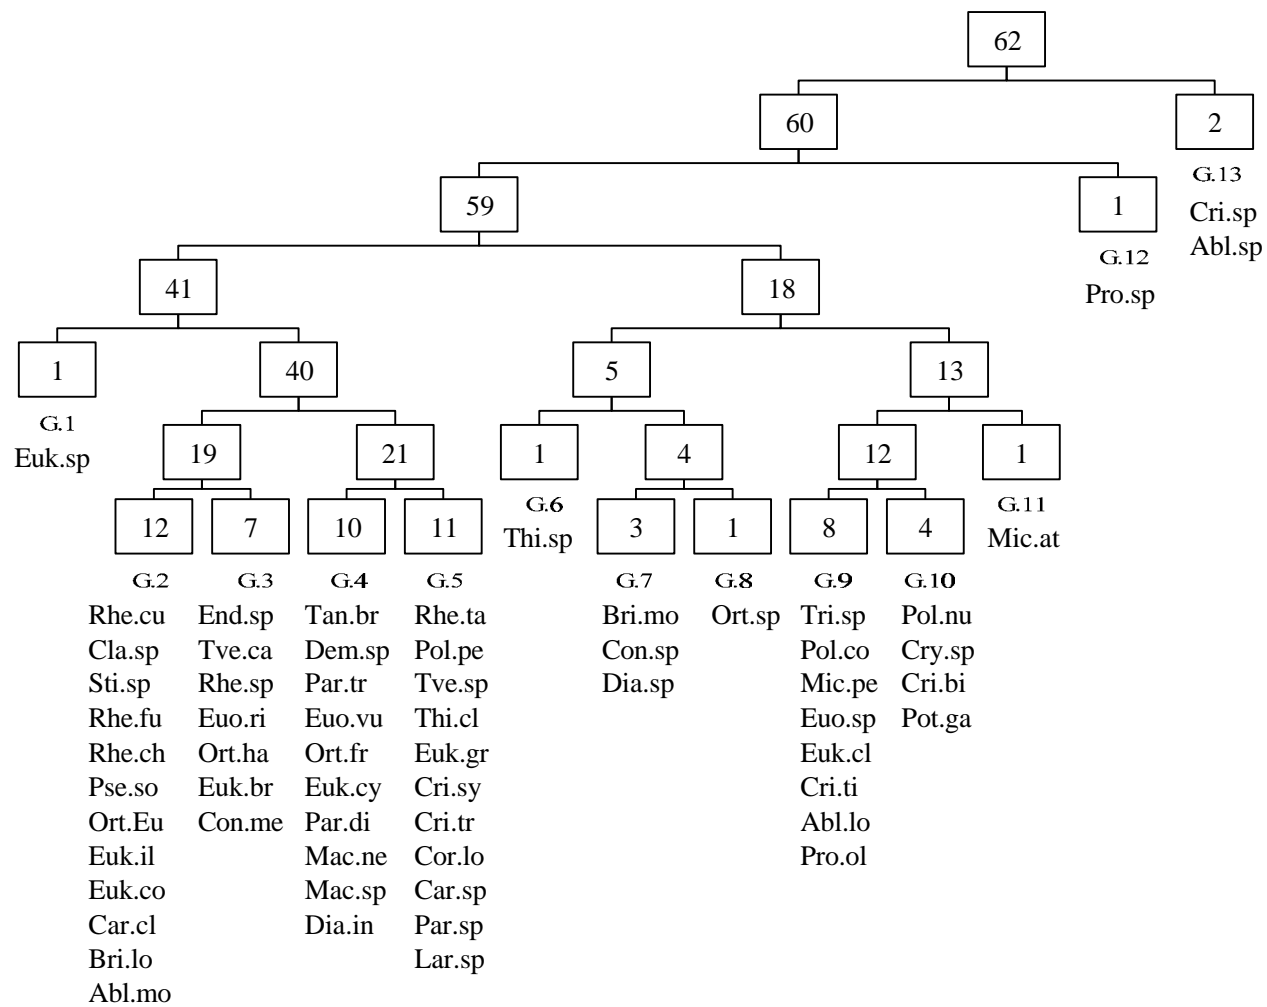 62
60
2
G.13
Cri.sp
Abl.sp
59
1
G.12
Pro.sp
41
18
1
G.1
Euk.sp
40
5
13
19
21
1
G.6
Thi.sp
4
12
1
G.11
Mic.at
12
7
10
11
3
1
8
4
G.2
Rhe.cu
Cla.sp
Sti.sp
Rhe.fu
Rhe.ch
Pse.so
Ort.Eu
Euk.il
Euk.co
Car.cl
Bri.lo
Abl.mo
G.3
End.sp
Tve.ca
Rhe.sp
Euo.ri
Ort.ha
Euk.br
Con.me
G.4
Tan.br
Dem.sp
Par.tr
Euo.vu
Ort.fr
Euk.cy
Par.di
Mac.ne
Mac.sp
Dia.in
G.5
Rhe.ta
Pol.pe
Tve.sp
Thi.cl
Euk.gr
Cri.sy
Cri.tr
Cor.lo
Car.sp
Par.sp
Lar.sp
G.7
Bri.mo
Con.sp
Dia.sp
G.8
Ort.sp
G.9
Tri.sp
Pol.co
Mic.pe
Euo.sp
Euk.cl
Cri.ti
Abl.lo
Pro.ol
G.10
Pol.nu
Cry.sp
Cri.bi
Pot.ga